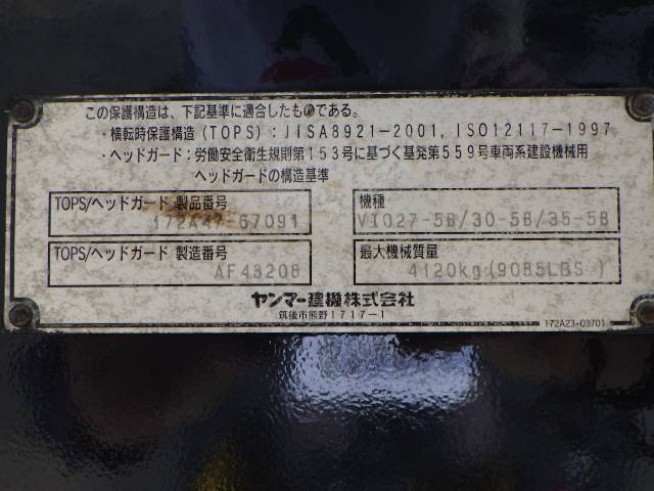 この保護構造は、下記基準に適合したものである。
・横転時保護構造(TOPS):JISA8921-2001, ISO12117-1997
・ヘッドガード:労働安全衛生規則第153号に基づく基発第559号車両系建設機械用
ヘッドガードの構造基準
TOPS/ヘッドガード 製品番号
172A47-67091
機種
VIO27-5B/30-5B/35-5B
TOPS/ヘッドガード 製造番号
AF43208
最大機械質量
4120kg(9085LBS )
ヤンマー建機株式会社
筑後市熊野1717-1
172A23-03701